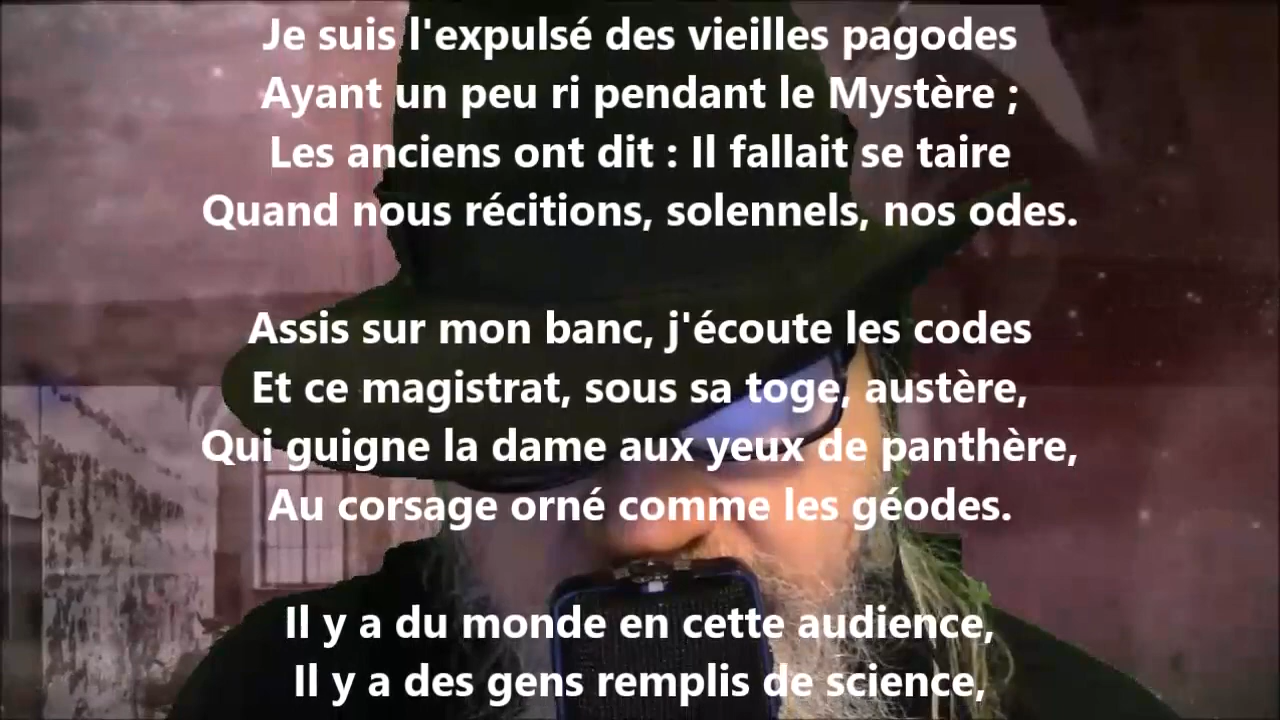 Je suis l'expulsé des vieilles pagodes
Ayant un peu ri pendant le Mystère ;
Les anciens ont dit : Il fallait se taire
Quand nous récitions, solennels, nos odes.
Assis sur mon banc, j'écoute les codes
Et ce magistrat, sous sa toge, austère,
Qui guigne la dame aux yeux de panthère,
Au corsage orné comme les géodes.
Il y a du monde en cette audience,
Il y a des gens remplis de science,